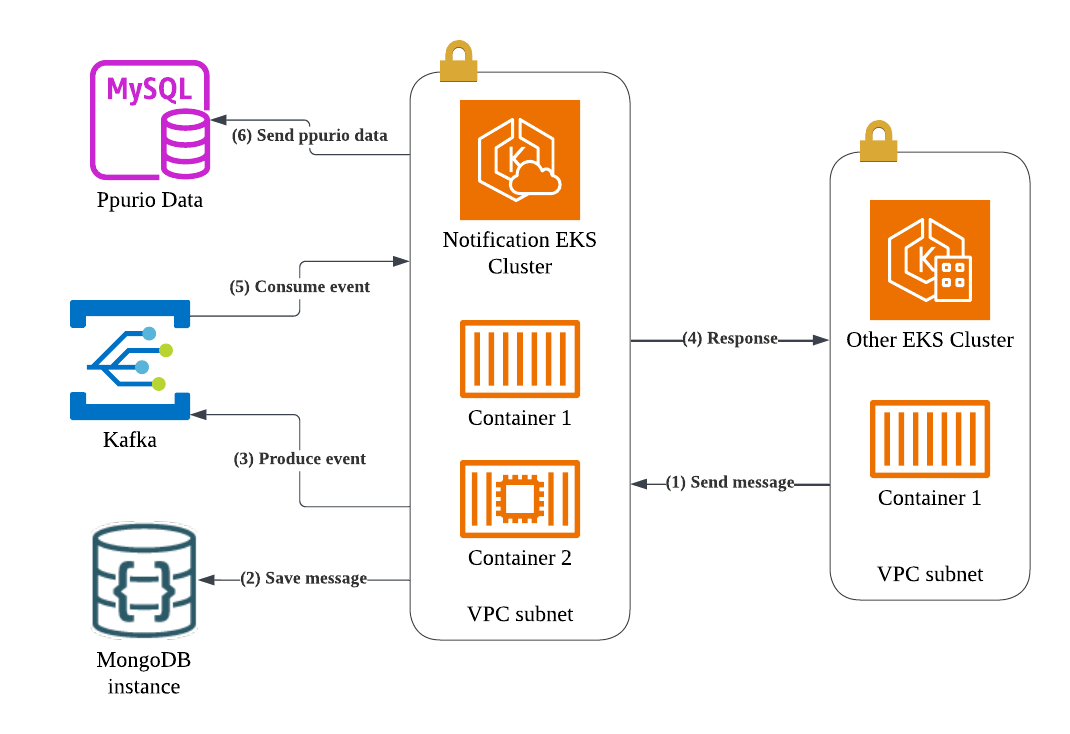 MySQL
Ppurio Data
(6) Send ppurio data
Notification EKS
Cluster
(5) Consume event
Kafka
(3) Produce event
Container 1
Container 2
(2) Save message
MongoDB
instance
VPC subnet
(4) Response
(1) Send message
K
K
Other EKS Cluster
Container 1
VPC subnet